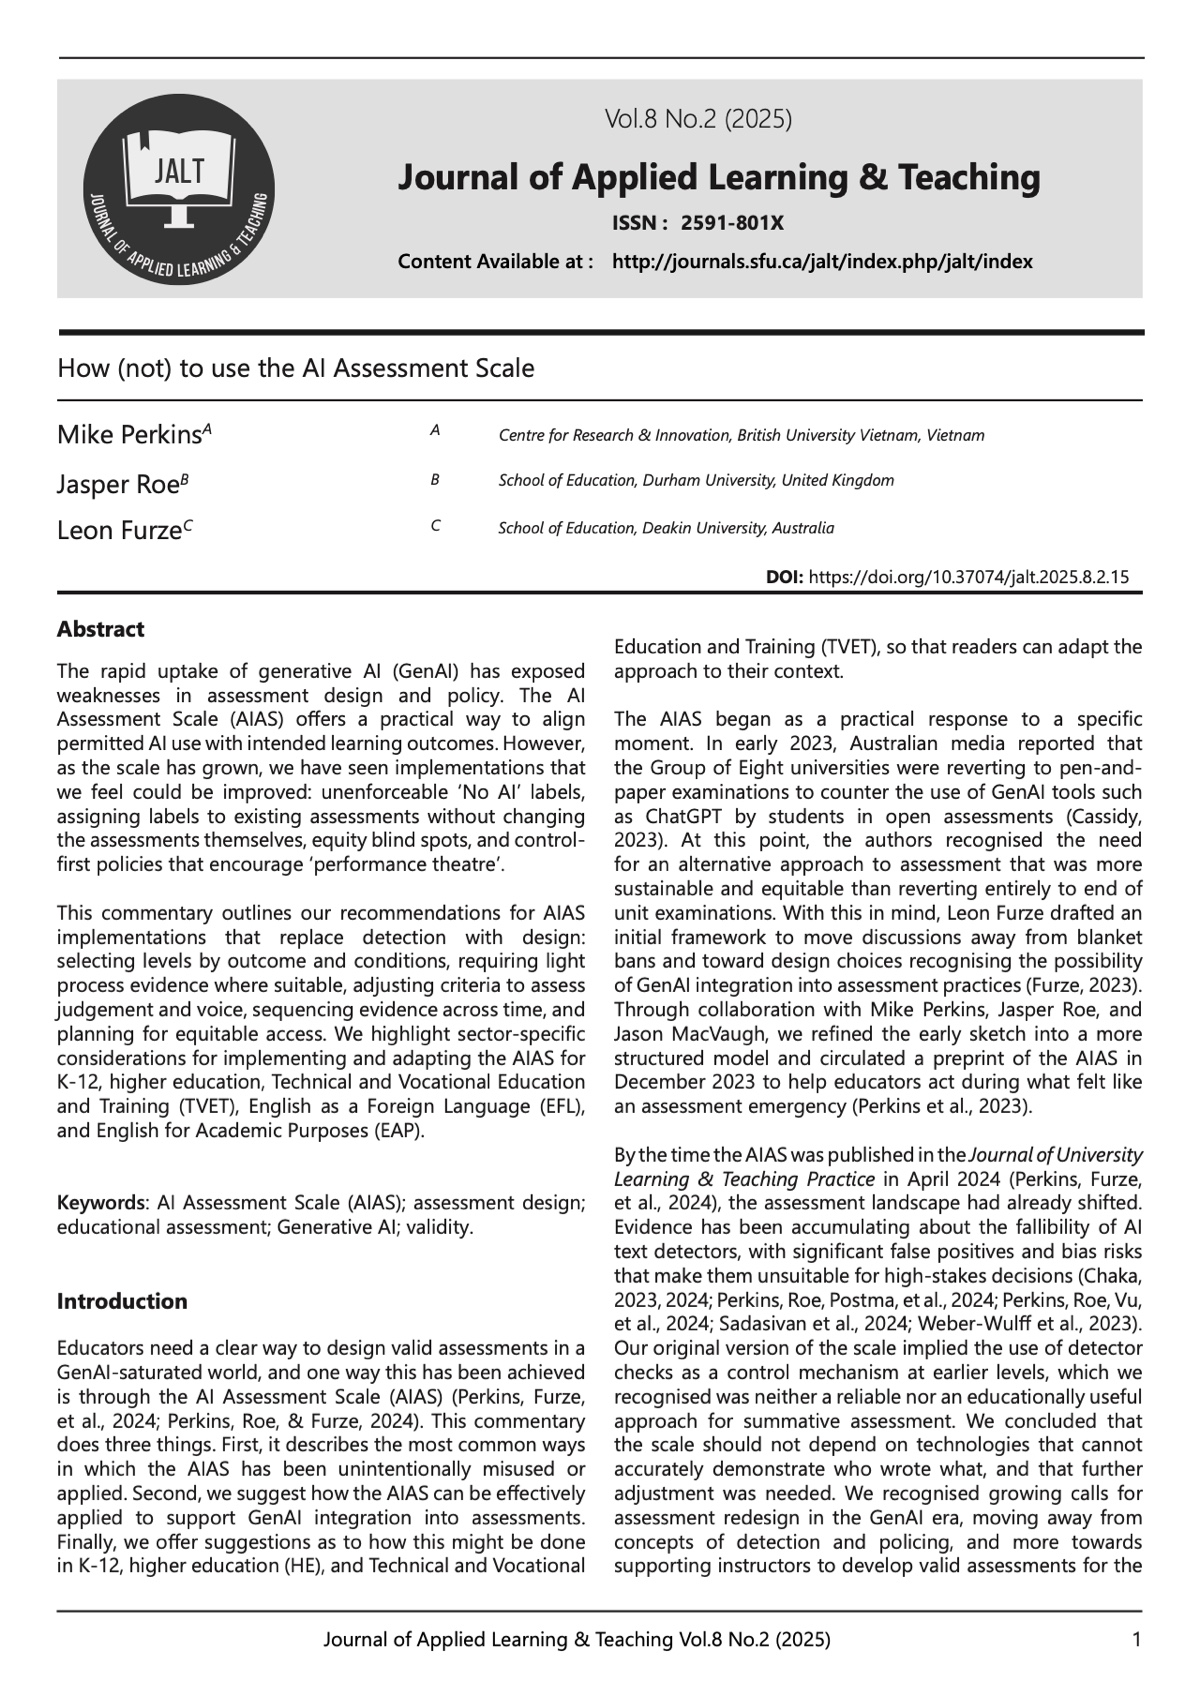 Vol.8 No.2 (2025)
JALT
JOURNAL OF APPLIED LEARNING & TEACHING
Journal of Applied Learning & Teaching
ISSN : 2591-801X
Content Available at : http://journals.sfu.ca/jalt/index.php/jalt/index
How (not) to use the AI Assessment Scale
Mike PerkinsA
A Centre for Research & Innovation, British University Vietnam, Vietnam
Jasper RoeB
B School of Education, Durham University, United Kingdom
Leon FurzeC
C School of Education, Deakin University, Australia
DOI: https://doi.org/10.37074/jalt.2025.8.2.15
Abstract
The rapid uptake of generative AI (GenAI) has exposed
weaknesses in assessment design and policy. The AI
Assessment Scale (AIAS) offers a practical way to align
permitted AI use with intended learning outcomes. However,
as the scale has grown, we have seen implementations that
we feel could be improved: unenforceable ‘No AI’ labels,
assigning labels to existing assessments without changing
the assessments themselves, equity blind spots, and control-
first policies that encourage ‘performance theatre’.
This commentary outlines our recommendations for AIAS
implementations that replace detection with design:
selecting levels by outcome and conditions, requiring light
process evidence where suitable, adjusting criteria to assess
judgement and voice, sequencing evidence across time, and
planning for equitable access. We highlight sector-specific
considerations for implementing and adapting the AIAS for
K-12, higher education, Technical and Vocational Education
and Training (TVET), English as a Foreign Language (EFL),
and English for Academic Purposes (EAP).
Keywords: AI Assessment Scale (AIAS); assessment design;
educational assessment; Generative AI; validity.
Introduction
Educators need a clear way to design valid assessments in a
GenAI-saturated world, and one way this has been achieved
is through the AI Assessment Scale (AIAS) (Perkins, Furze,
et al., 2024; Perkins, Roe, & Furze, 2024). This commentary
does three things. First, it describes the most common ways
in which the AIAS has been unintentionally misused or
applied. Second, we suggest how the AIAS can be effectively
applied to support GenAI integration into assessments.
Finally, we offer suggestions as to how this might be done
in K-12, higher education (HE), and Technical and Vocational
Education and Training (TVET), so that readers can adapt the
approach to their context.
The AIAS began as a practical response to a specific
moment. In early 2023, Australian media reported that
the Group of Eight universities were reverting to pen-and-
paper examinations to counter the use of GenAI tools such
as ChatGPT by students in open assessments (Cassidy,
2023). At this point, the authors recognised the need
for an alternative approach to assessment that was more
sustainable and equitable than reverting entirely to end of
unit examinations. With this in mind, Leon Furze drafted an
initial framework to move discussions away from blanket
bans and toward design choices recognising the possibility
of GenAI integration into assessment practices (Furze, 2023).
Through collaboration with Mike Perkins, Jasper Roe, and
Jason MacVaugh, we refined the early sketch into a more
structured model and circulated a preprint of the AIAS in
December 2023 to help educators act during what felt like
an assessment emergency (Perkins et al., 2023).
By the time the AIAS was published in the Journal of University
Learning & Teaching Practice in April 2024 (Perkins, Furze,
et al., 2024), the assessment landscape had already shifted.
Evidence has been accumulating about the fallibility of AI
text detectors, with significant false positives and bias risks
that make them unsuitable for high-stakes decisions (Chaka,
2023, 2024; Perkins, Roe, Postma, et al., 2024; Perkins, Roe, Vu,
et al., 2024; Sadasivan et al., 2024; Weber-Wulff et al., 2023).
Our original version of the scale implied the use of detector
checks as a control mechanism at earlier levels, which we
recognised was neither a reliable nor an educationally useful
approach for summative assessment. We concluded that
the scale should not depend on technologies that cannot
accurately demonstrate who wrote what, and that further
adjustment was needed. We recognised growing calls for
assessment redesign in the GenAI era, moving away from
concepts of detection and policing, and more towards
supporting instructors to develop valid assessments for the
Journal of Applied Learning & Teaching Vol.8 No.2 (2025)
1